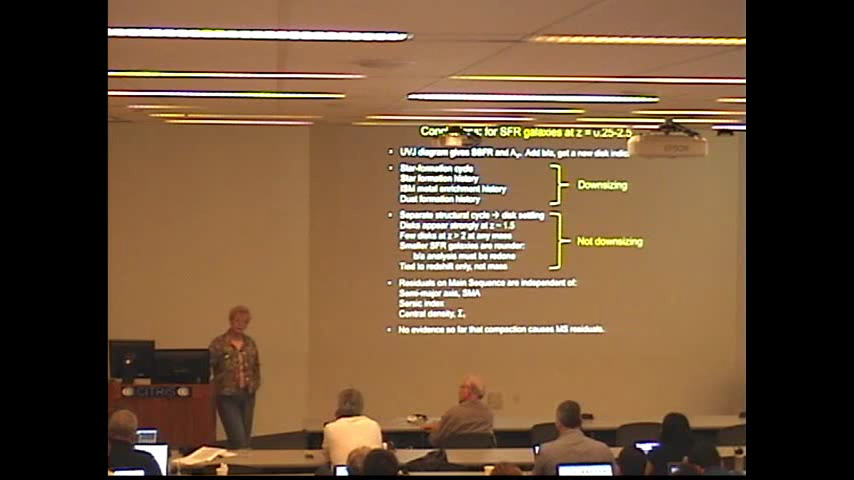 Conclusions: for SFR galaxies at z = 0.25-2.5
• UVJ diagram gives SSFR and Aᵥ. Add b/a, get a new disk indic
• Star-formation cycle
Star formation history
ISM metal enrichment history
Dust formation history
Downsizing
• Separate structural cycle → disk settling
Disks appear strongly at z ~ 1.5
Few disks at z > 2 at any mass
Smaller SFR galaxies are rounder:
b/a analysis must be redone
Tied to redshift only, not mass
Not downsizing
• Residuals on Main Sequence are independent of:
Semi-major axis, SMA
Sersic index
Central density, Σ
• No evidence so far that compaction causes MS residuals.
EPSON
CITRIS